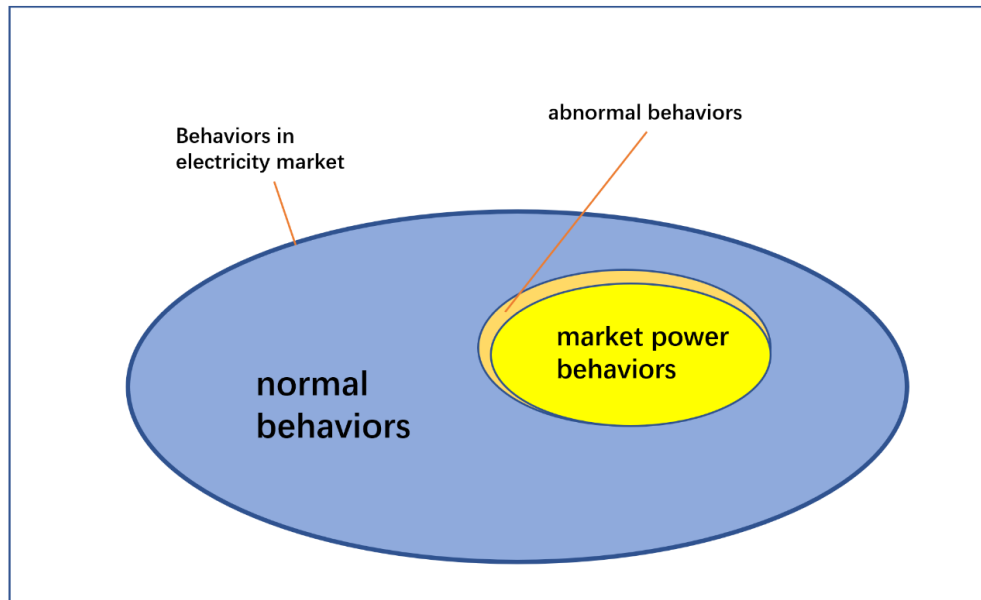 abnormal behaviors
Behaviors in
electricity market
market power
behaviors
normal
behaviors